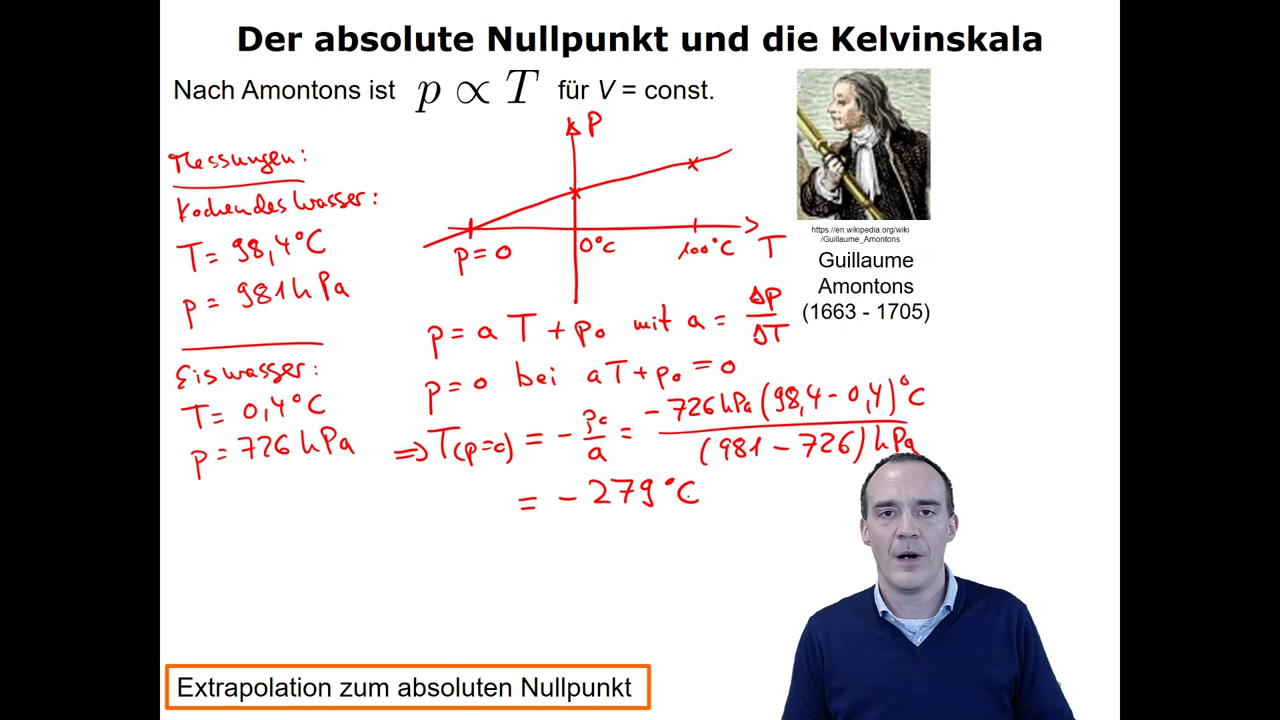 Der absolute Nullpunkt und die Kelvinskala
Nach Amontons ist p ∝ T für V = const.
Messungen:
Kochendes Wasser:
T = 98,4°C
p = 981 hPa
Eiswasser:
T = 0,4°C
p = 726 hPa
p
p = 0
0°C
100°C
T
p = a T + p₀ mit a = Δp/ΔT
p = 0 bei aT + p₀ = 0
=> T(p=0) = - p₀/a = - 726 hPa (98,4 - 0,4)°C / (981 - 726) hPa
= - 279°C
https://en.wikipedia.org/wiki
/Guillaume_Amontons
Guillaume
Amontons
(1663 - 1705)
Extrapolation zum absoluten Nullpunkt